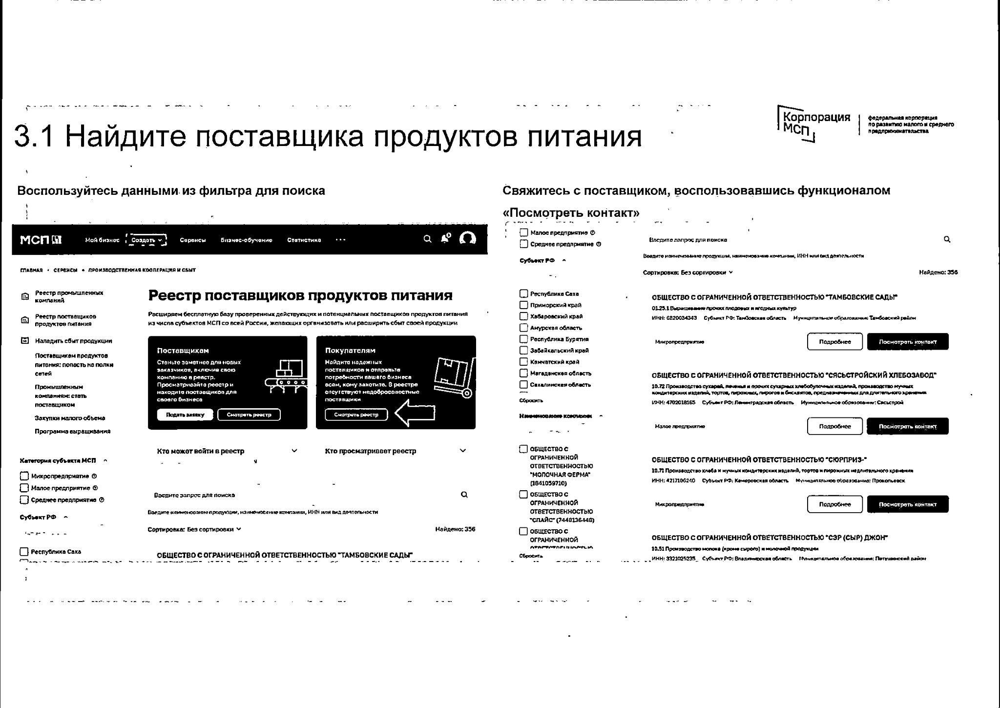 Корпорация
МСП
федеральная корпорация
по развитию малого и среднего
предпринимательства
3.1 Найдите поставщика продуктов питания
Воспользуйтесь данными из фильтра для поиска
МСП
Мой бизнес
Создать
Сервисы
Бизнес-обучение
Статистика
ГЛАВНАЯ • СЕРВИСЫ • ПРОИЗВОДСТВЕННАЯ КООПЕРАЦИЯ И СБЫТ
Реестр промышленных
компаний
Реестр поставщиков
продуктов питания
Наладить сбыт продукции
Поставщикам продуктов
питания: попасть на полки
сетей
Промышленным
компаниям: стать
поставщиком
Закупки малого объема
Программа выращивания
Категория субъекта МСП
Микропредприятие
Малое предприятие
Среднее предприятие
Субъект РФ
Республика Саха
Реестр поставщиков продуктов питания
Расширяем бесплатную базу проверенных действующих и потенциальных поставщиков продуктов питания
из числа субъектов МСП со всей России, желающих организовать или расширить сбыт своей продукции
Поставщикам
Станьте заметнее для новых
заказчиков, включив свою
компанию в реестр.
Просматривайте реестр и
находите поставщиков для
своего бизнеса
Подать заявку
Смотреть реестр
Покупателям
Найдите надежных
поставщиков и отправьте
потребности вашего бизнеса
всем, кому захотите. В реестре
отсутствуют недобросовестные
поставщики
Смотреть реестр
Кто может войти в реестр
Кто просматривает реестр
Введите запрос для поиска
Введите наименование продукции, наименование компании, ИНН или вид деятельности
Сортировка: Без сортировки
Найдено: 356
ОБЩЕСТВО С ОГРАНИЧЕННОЙ ОТВЕТСТВЕННОСТЬЮ "ТАМБОВСКИЕ САДЫ"
Свяжитесь с поставщиком, воспользовавшись функционалом
«Посмотреть контакт»
Малое предприятие
Среднее предприятие
Субъект РФ
Республика Саха
Приморский край
Хабаровский край
Амурская область
Республика Бурятия
Забайкальский край
Камчатский край
Магаданская область
Сахалинская область
Сбросить
Наименование компании
ОБЩЕСТВО С
ОГРАНИЧЕННОЙ
ОТВЕТСТВЕННОСТЬЮ
"МОЛОЧНАЯ ФЕРМА"
(1841059710)
ОБЩЕСТВО С
ОГРАНИЧЕННОЙ
ОТВЕТСТВЕННОСТЬЮ
"СПАЙС" (7448136448)
ОБЩЕСТВО С
ОГРАНИЧЕННОЙ
ОТВЕТСТВЕННОСТЬЮ
Сбросить
Введите запрос для поиска
Введите наименование продукции, наименование компании, ИНН или вид деятельности
Сортировка: Без сортировки
Найдено: 356
ОБЩЕСТВО С ОГРАНИЧЕННОЙ ОТВЕТСТВЕННОСТЬЮ "ТАМБОВСКИЕ САДЫ"
01.25.1 Выращивание прочих плодовых и ягодных культур
ИНН: 6820034343 Субъект РФ: Тамбовская область Муниципальное образование: Тамбовский район
Микропредприятие
Подробнее
Посмотреть контакт
ОБЩЕСТВО С ОГРАНИЧЕННОЙ ОТВЕТСТВЕННОСТЬЮ "СЯСЬСТРОЙСКИЙ ХЛЕБОЗАВОД"
10.72 Производство сухарей, печенья и прочих сухарных хлебобулочных изделий, производство мучных
кондитерских изделий, тортов, пирожных, пирогов и бисквитов, предназначенных для длительного хранения
ИНН: 4702018165 Субъект РФ: Ленинградская область Муниципальное образование: Сясьстрой
Малое предприятие
Подробнее
Посмотреть контакт
ОБЩЕСТВО С ОГРАНИЧЕННОЙ ОТВЕТСТВЕННОСТЬЮ "СЮРПРИЗ-"
10.71 Производство хлеба и мучных кондитерских изделий, тортов и пирожных недлительного хранения
ИНН: 4217106240 Субъект РФ: Кемеровская область Муниципальное образование: Прокопьевск
Микропредприятие
Подробнее
Посмотреть контакт
ОБЩЕСТВО С ОГРАНИЧЕННОЙ ОТВЕТСТВЕННОСТЬЮ "СЭР (СЫР) ДЖОН"
10.51 Производство молока (кроме сырого) и молочной продукции
ИНН: 3321025235 Субъект РФ: Владимирская область Муниципальное образование: Петушинский район